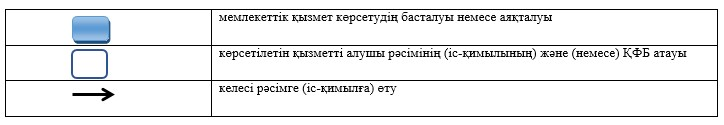 мемлекеттік қызмет көрсетудің басталуы немесе аяқталуы
көрсетілетін қызметті алушы рәсімінің (іс-қимылының) және (немесе) ҚФБ атауы
келесі рәсімге (іс-қимылға) өту